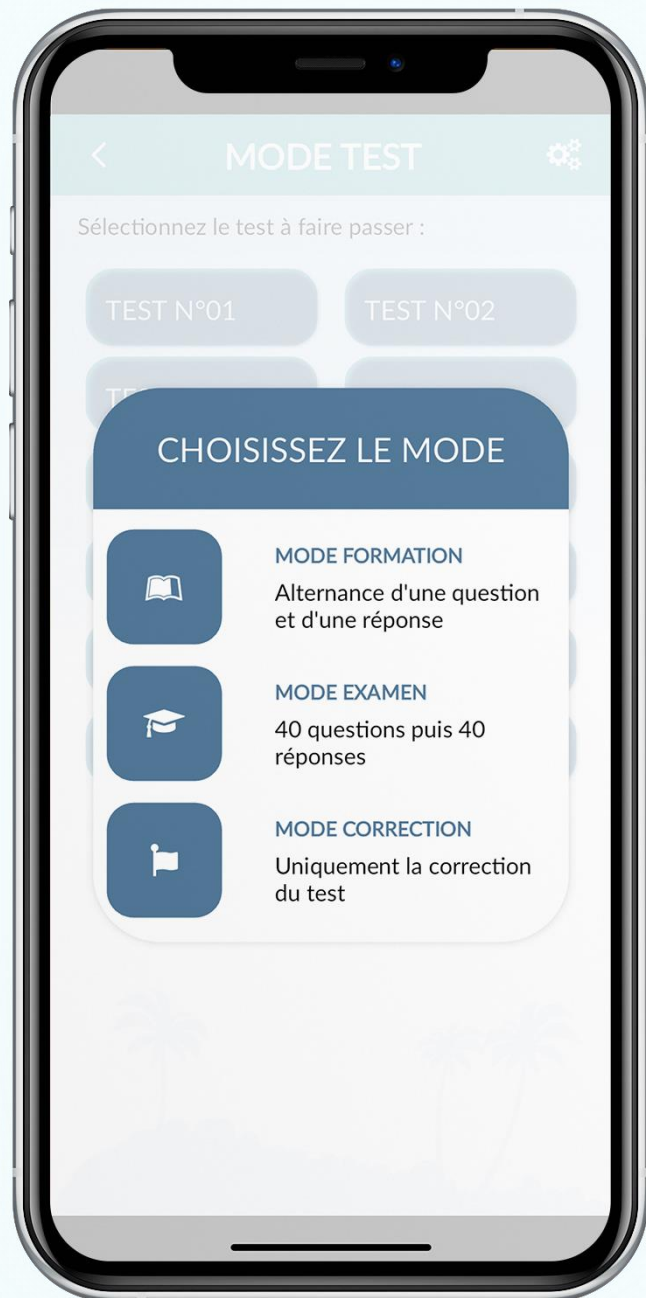 MODE TEST
Sélectionnez le test à faire passer :
TEST N°01 TEST N°02
CHOISISSEZ LE MODE
MODE FORMATION
Alternance d'une question
et d'une réponse
MODE EXAMEN
40 questions puis 40
réponses
MODE CORRECTION
Uniquement la correction
du test